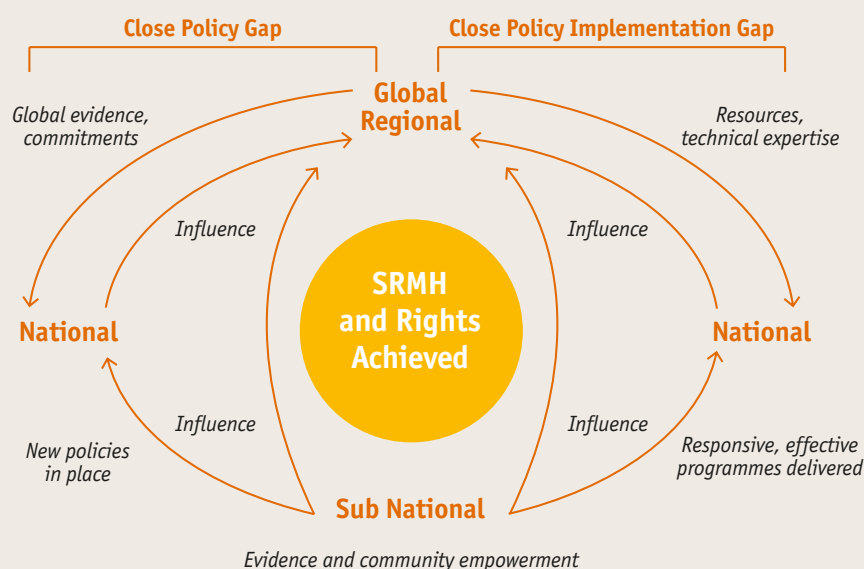 Close Policy Gap
Close Policy Implementation Gap
Global evidence,
commitments
Global
Regional
Resources,
technical expertise
Influence
Influence
National
SRMH
and Rights
Achieved
National
Influence
Influence
New policies
in place
Responsive, effective
programmes delivered
Sub National
Evidence and community empowerment